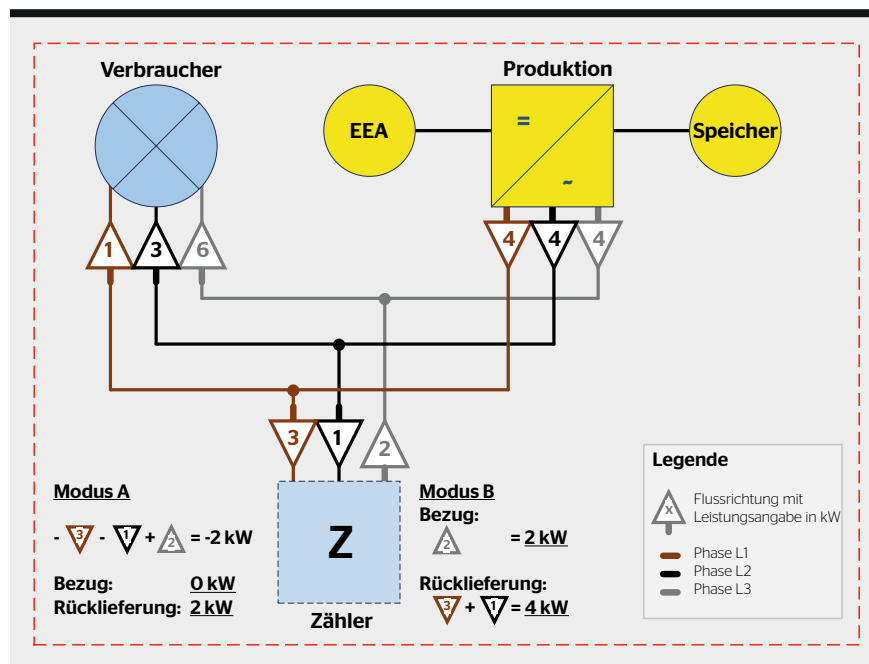 Verbraucher
Produktion
EEA
=
~
Speicher
1
3
6
4
4
4
3
1
2
Modus A
- 3 - 1 + 2 = -2 kW
Bezug: 0 kW
Rücklieferung: 2 kW
Z
Zähler
Modus B
Bezug:
2 = 2 kW
Rücklieferung:
3 + 1 = 4 kW
Legende
x
Flussrichtung mit
Leistungsangabe in kW
Phase L1
Phase L2
Phase L3